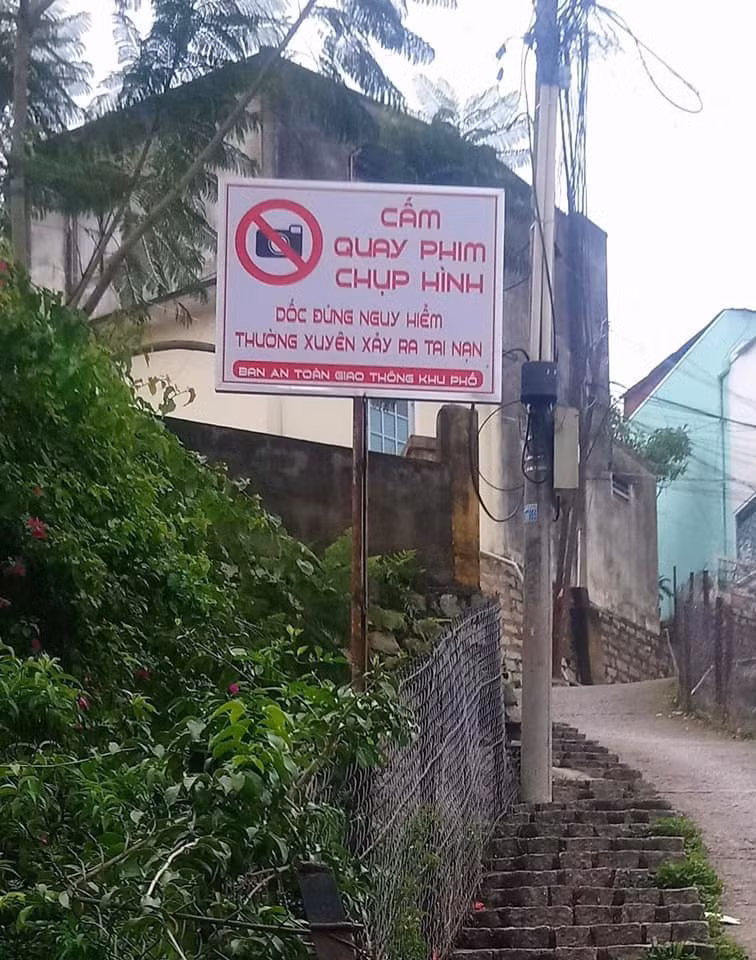 CẤM
QUAY PHIM
CHỤP HÌNH
DỐC ĐỨNG NGUY HIỂM
THƯỜNG XUYÊN XẢY RA TAI NẠN
BAN AN TOÀN GIAO THÔNG KHU PHỐ